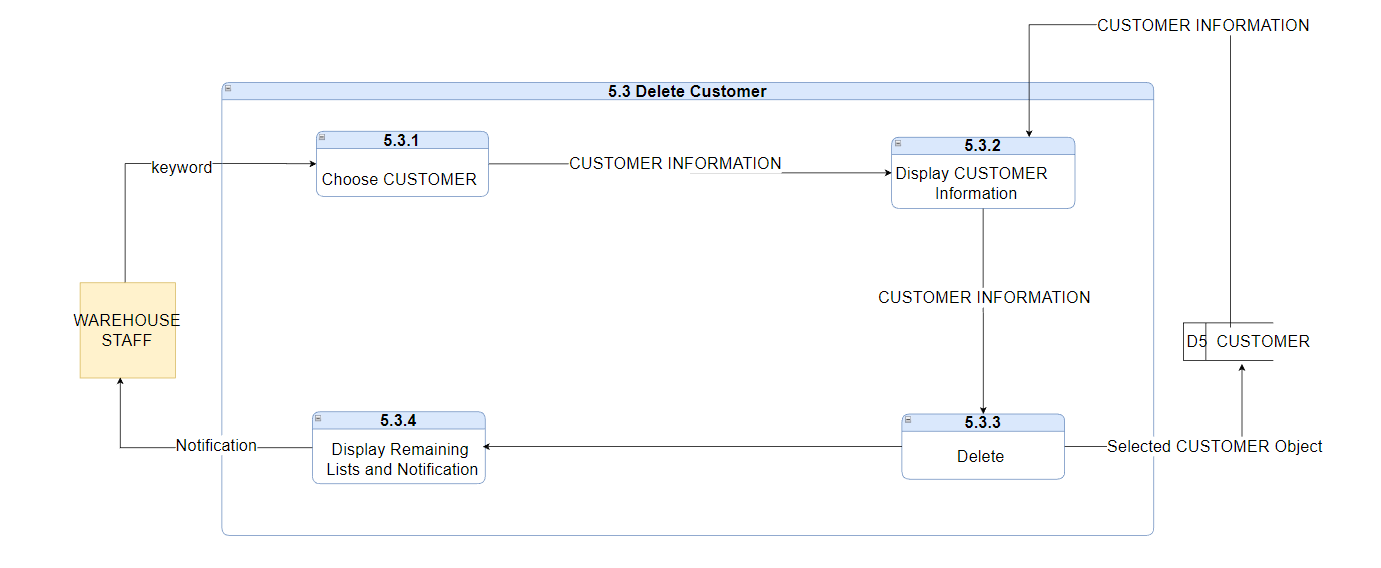 CUSTOMER INFORMATION
5.3 Delete Customer
5.3.1
Choose CUSTOMER
keyword
CUSTOMER INFORMATION
5.3.2
Display CUSTOMER
Information
CUSTOMER INFORMATION
WAREHOUSE
STAFF
D5 CUSTOMER
5.3.4
Display Remaining
Lists and Notification
Notification
5.3.3
Delete
Selected CUSTOMER Object